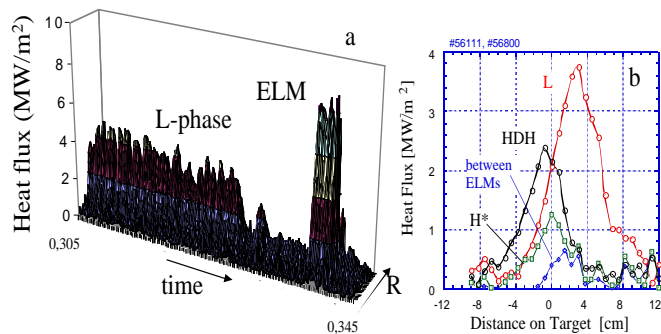 a
Heat flux (MW/m²)
10
8
6
4
2
0
L-phase
ELM
0,305
time
R
0,345
#56111, #56800
b
Heat Flux [MW/m²]
4
3
2
1
0
L
HDH
between
ELMs
H*
-12 -8 -4 0 4 8 12
Distance on Target [cm]